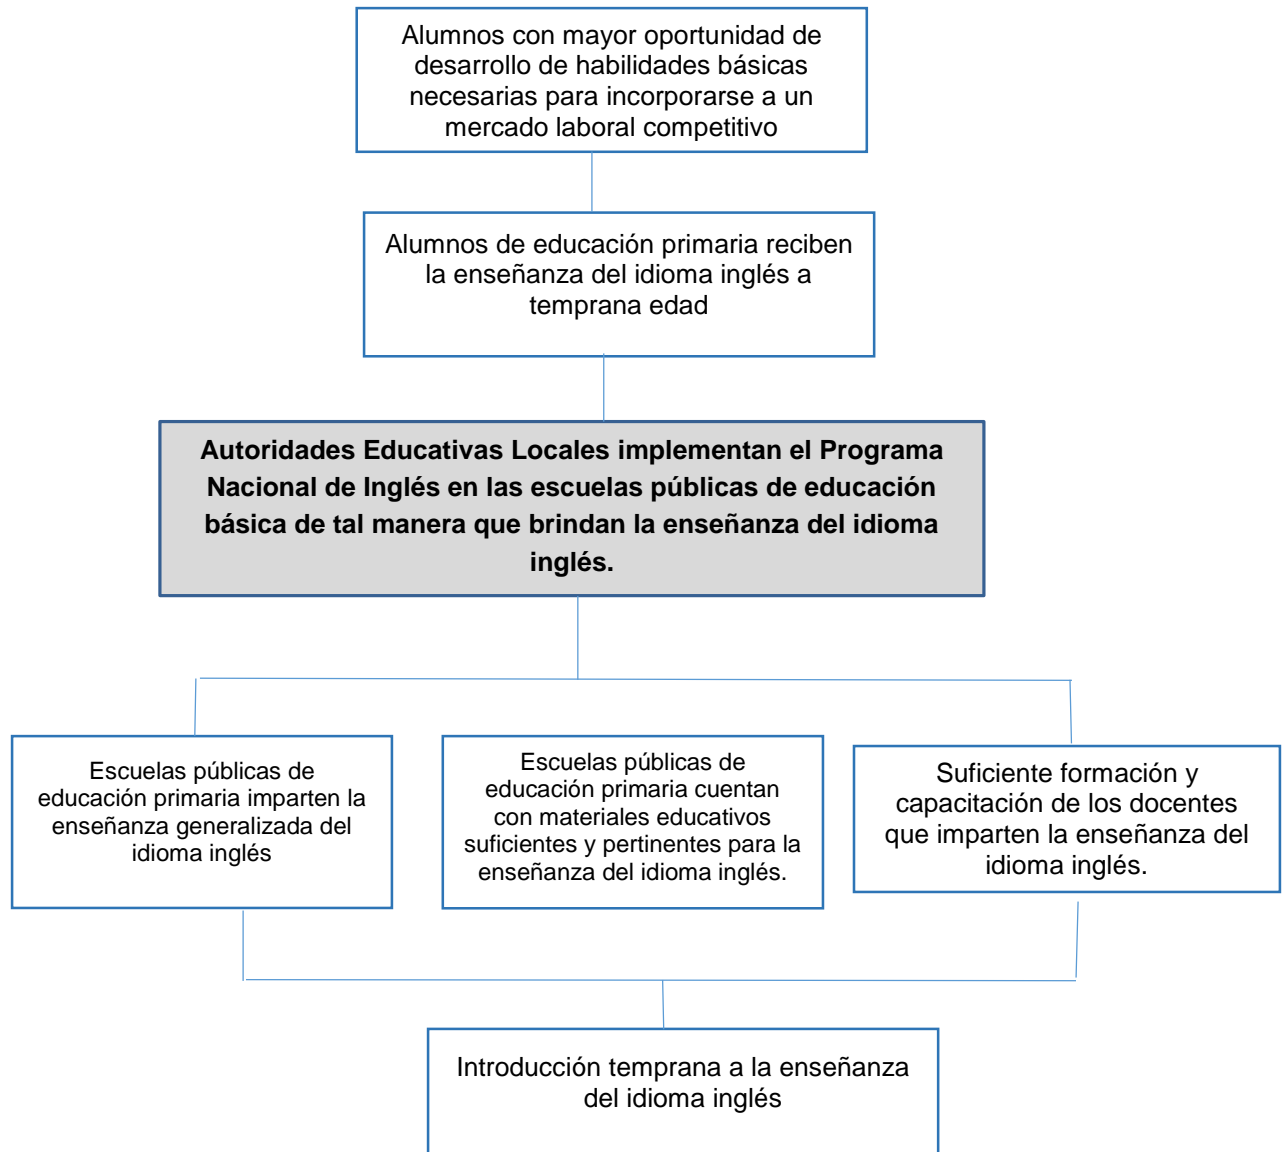 Alumnos con mayor oportunidad de
desarrollo de habilidades básicas
necesarias para incorporarse a un
mercado laboral competitivo
Alumnos de educación primaria reciben
la enseñanza del idioma inglés a
temprana edad
Autoridades Educativas Locales implementan el Programa
Nacional de Inglés en las escuelas públicas de educación
básica de tal manera que brindan la enseñanza del idioma
inglés.
Escuelas públicas de
educación primaria imparten la
enseñanza generalizada del
idioma inglés
Escuelas públicas de
educación primaria cuentan
con materiales educativos
suficientes y pertinentes para la
enseñanza del idioma inglés.
Suficiente formación y
capacitación de los docentes
que imparten la enseñanza del
idioma inglés.
Introducción temprana a la enseñanza
del idioma inglés